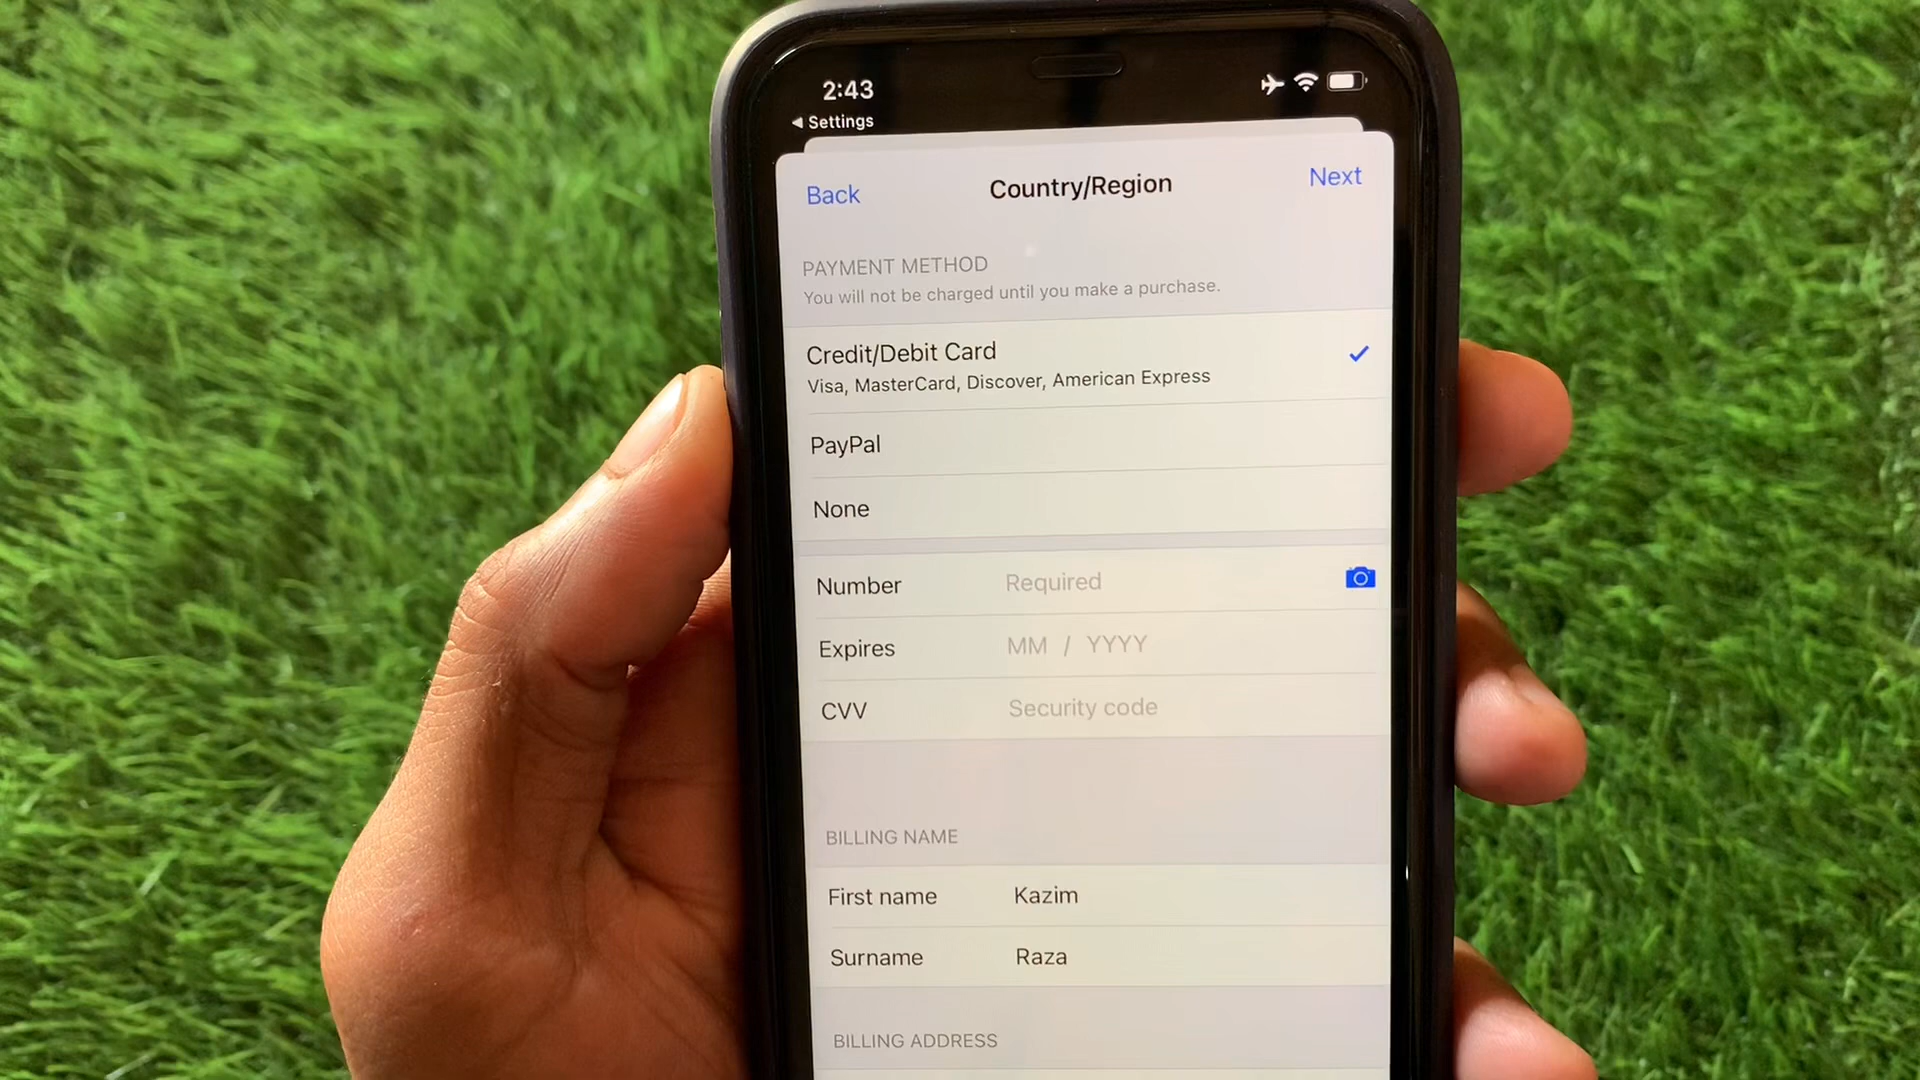 2:43
Settings
Back Country/Region Next
PAYMENT METHOD
You will not be charged until you make a purchase.
Credit/Debit Card
Visa, MasterCard, Discover, American Express
PayPal
None
Number Required
Expires MM / YYYY
CVV Security code
BILLING NAME
First name Kazim
Surname Raza
BILLING ADDRESS